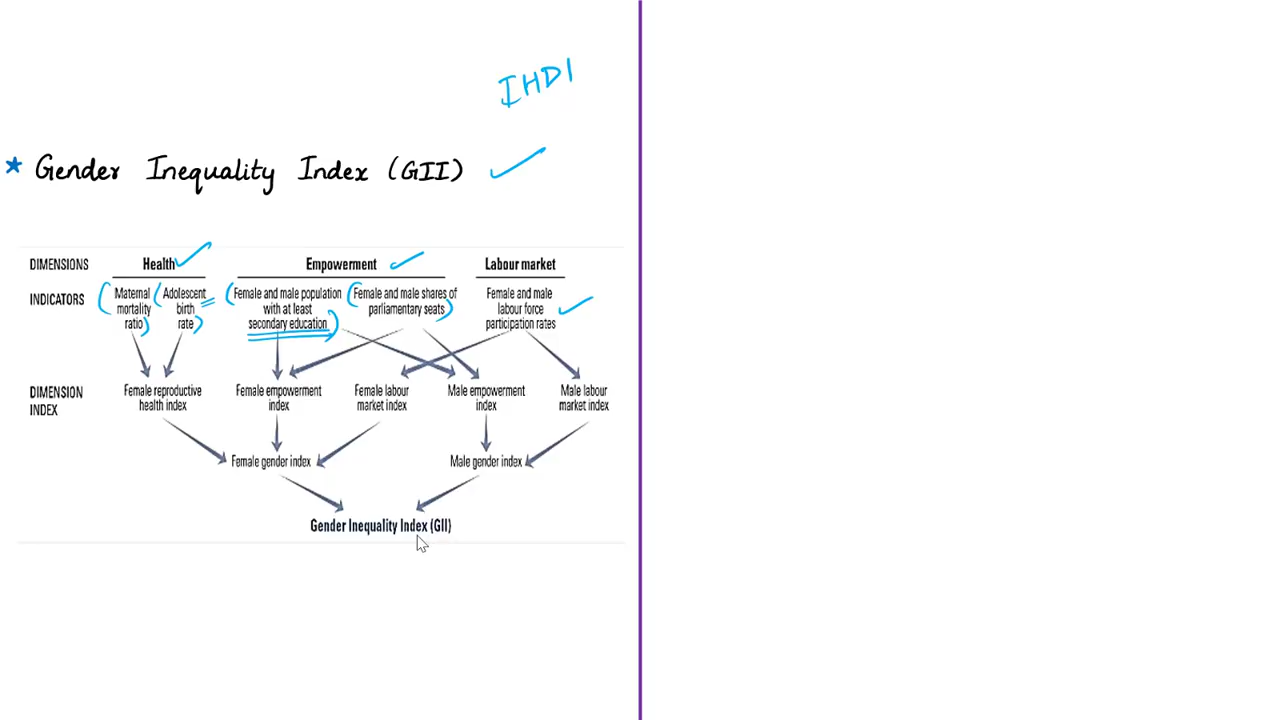 IHDI
* Gender Inequality Index (GII)
DIMENSIONS Health Empowerment Labour market
INDICATORS Maternal Adolescent Female and male population Female and male shares of Female and male
mortality birth with at least parliamentary seats labour force
ratio rate secondary education participation rates
DIMENSION Female reproductive Female empowerment Female labour Male empowerment Male labour
INDEX health index index market index index market index
Female gender index Male gender index
Gender Inequality Index (GII)